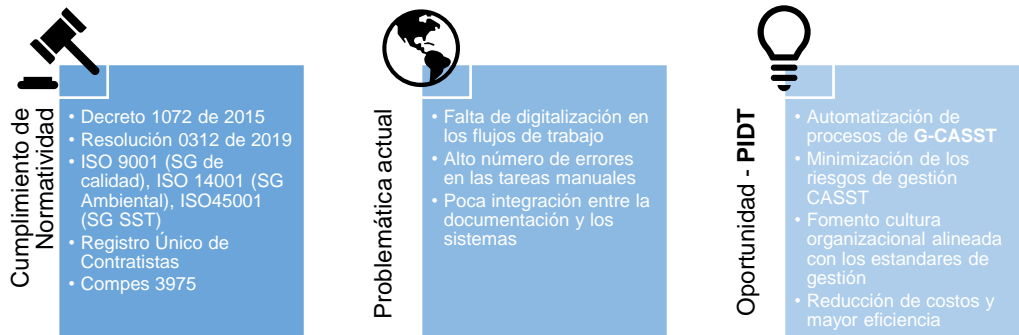 Cumplimiento de
Normatividad
• Decreto 1072 de 2015
• Resolución 0312 de 2019
• ISO 9001 (SG de
calidad), ISO 14001 (SG
Ambiental), ISO45001
(SG SST)
• Registro Único de
Contratistas
• Compes 3975
Problemática actual
• Falta de digitalización en
los flujos de trabajo
• Alto número de errores
en las tareas manuales
• Poca integración entre la
documentación y los
sistemas
Oportunidad - PIDT
• Automatización de
procesos de G-CASST
• Minimización de los
riesgos de gestión
CASST
• Fomento cultura
organizacional alineada
con los estandares de
gestión
• Reducción de costos y
mayor eficiencia